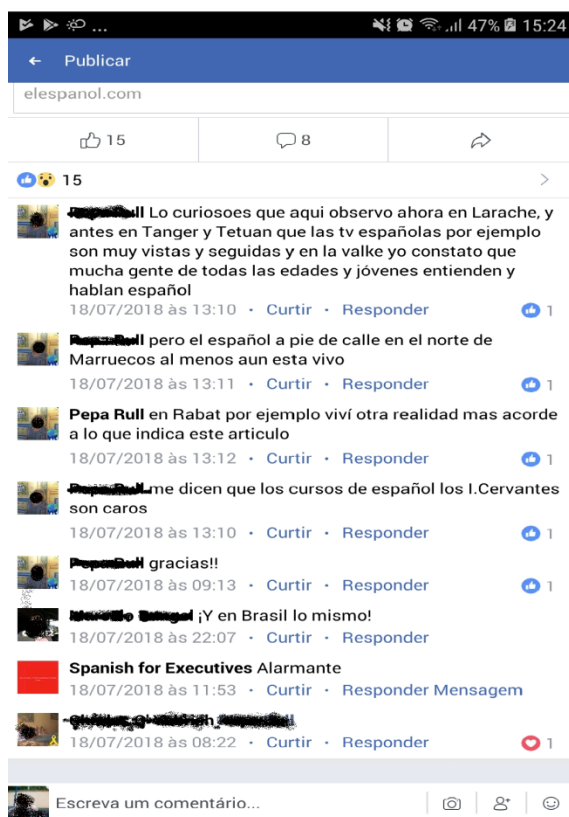 ... 47% 15:24
← Publicar
elespanol.com
15 8
15 >
Lo curiosoes que aqui observo ahora en Larache, y
antes en Tanger y Tetuan que las tv españolas por ejemplo
son muy vistas y seguidas y en la valke yo constato que
mucha gente de todas las edades y jóvenes entienden y
hablan español
18/07/2018 às 13:10 · Curtir · Responder 1
pero el español a pie de calle en el norte de
Marruecos al menos aun esta vivo
18/07/2018 às 13:11 · Curtir · Responder 1
Pepa Rull en Rabat por ejemplo viví otra realidad mas acorde
a lo que indica este articulo
18/07/2018 às 13:12 · Curtir · Responder 1
me dicen que los cursos de español los I.Cervantes
son caros
18/07/2018 às 13:10 · Curtir · Responder 1
gracias!!
18/07/2018 às 09:13 · Curtir · Responder 1
¡Y en Brasil lo mismo!
18/07/2018 às 22:07 · Curtir · Responder
Spanish for Executives Alarmante
18/07/2018 às 11:53 · Curtir · Responder Mensagem
18/07/2018 às 08:22 · Curtir · Responder 1
Escreva um comentário...